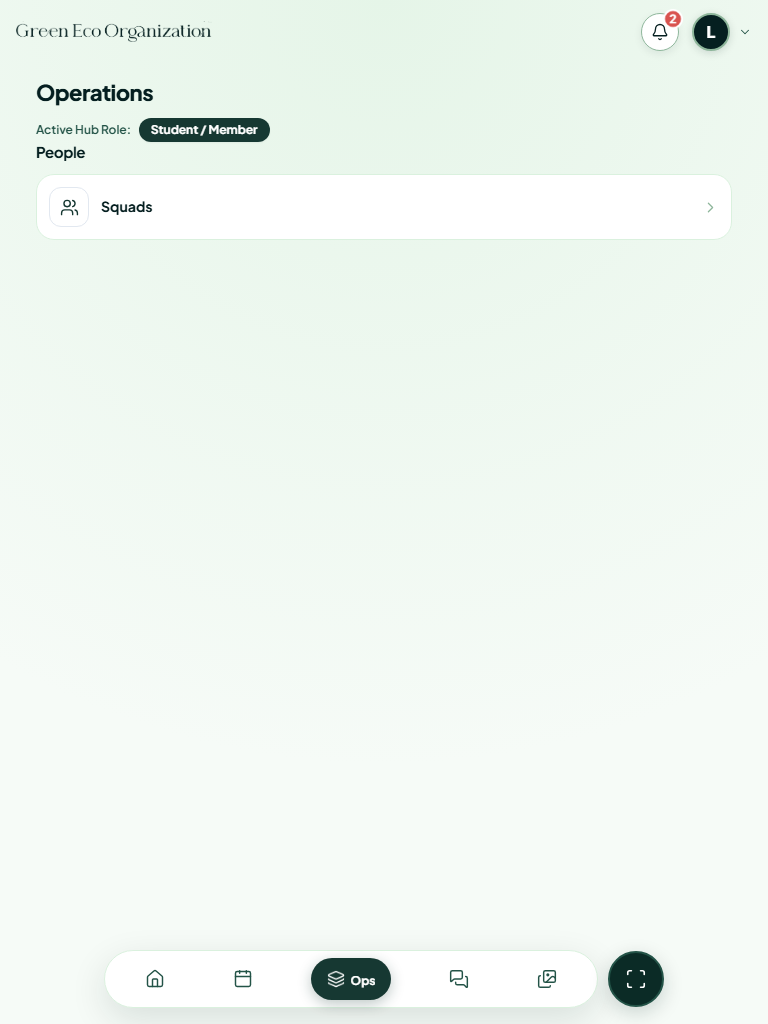 Green Eco Organization
2
L
Operations
Active Hub Role: Student / Member
People
Squads
Ops